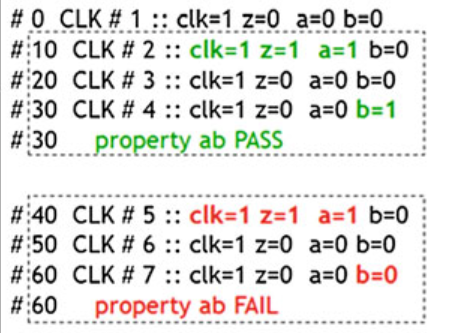 # 0 CLK # 1 :: clk=1 z=0 a=0 b=0
# 10 CLK # 2 :: clk=1 z=1 a=1 b=0
# 20 CLK # 3 :: clk=1 z=0 a=0 b=0
# 30 CLK # 4 :: clk=1 z=0 a=0 b=1
# 30 property ab PASS
# 40 CLK # 5 :: clk=1 z=1 a=1 b=0
# 50 CLK # 6 :: clk=1 z=0 a=0 b=0
# 60 CLK # 7 :: clk=1 z=0 a=0 b=0
# 60 property ab FAIL